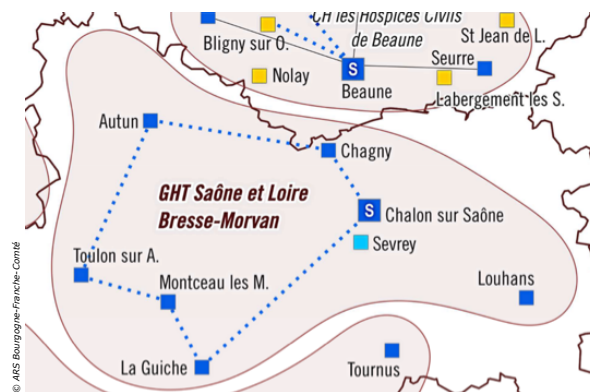 CH les Hospices Civils
de Beaune
Bligny sur O.
St Jean de L.
S
Seurre
Nolay
Beaune
Labergement les S.
Autun
Chagny
GHT Saône et Loire
Bresse-Morvan
S
Chalon sur Saône
Sevrey
Toulon sur A.
Montceau les M.
Louhans
La Guiche
Tournus
© ARS Bourgogne-Franche-Comté